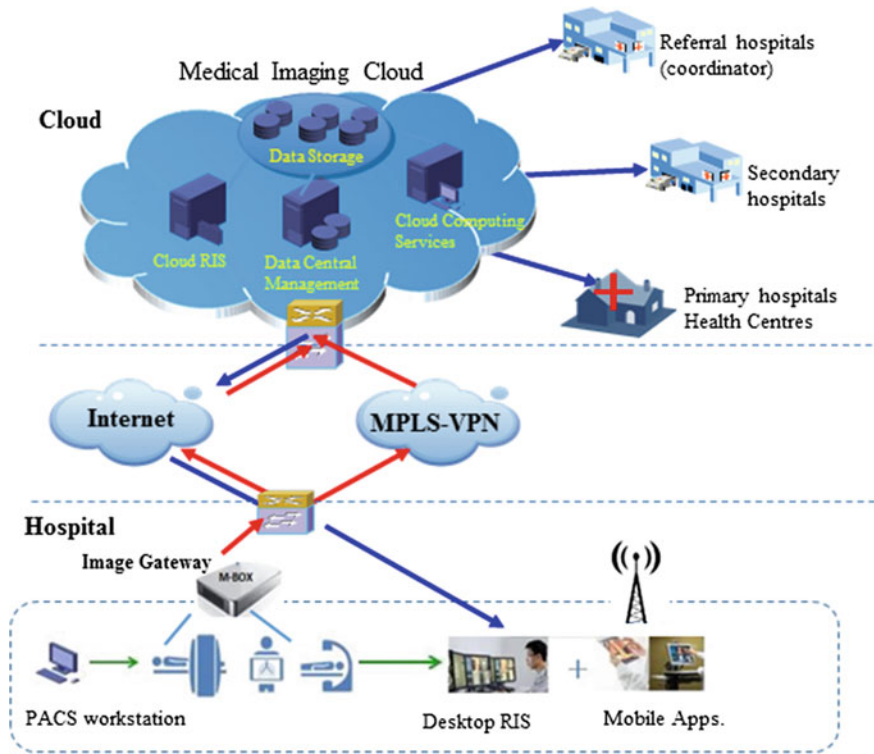 Medical Imaging Cloud
Referral hospitals
(coordinator)
Cloud
Data Storage
Secondary
hospitals
Cloud Computing
Services
Cloud RIS
Data Central
Management
Primary hospitals
Health Centres
Internet
MPLS-VPN
Hospital
Image Gateway
M-BOX
PACS workstation
Desktop RIS
+
Mobile Apps.